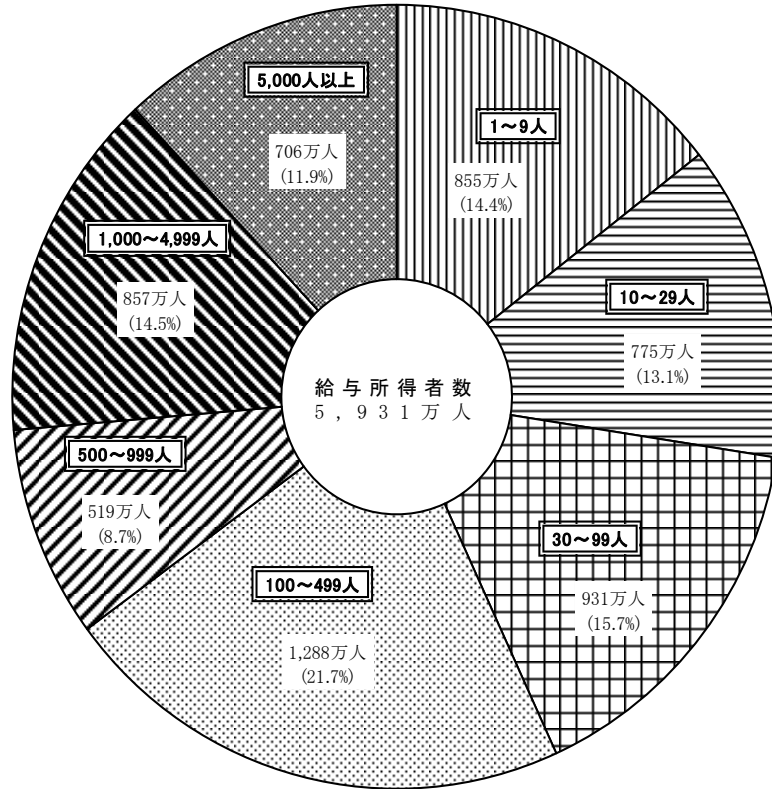 5,000人以上
706万人
(11.9%)
1～9人
855万人
(14.4%)
1,000～4,999人
857万人
(14.5%)
10～29人
775万人
(13.1%)
給与所得者数
5,931万人
500～999人
519万人
(8.7%)
30～99人
931万人
(15.7%)
100～499人
1,288万人
(21.7%)